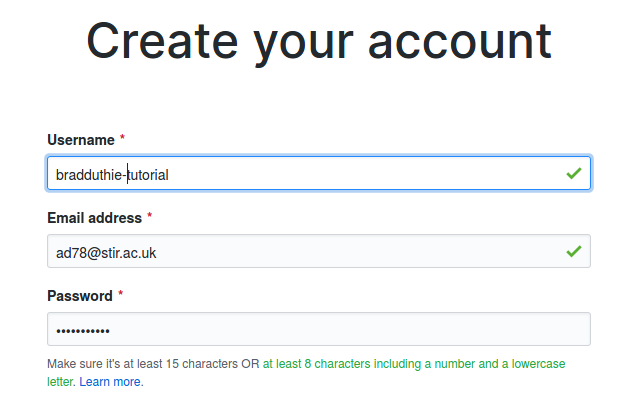 Create your account
Username *
bradduthie-tutorial
Email address *
ad78@stir.ac.uk
Password *
•••••••••••
Make sure it's at least 15 characters OR at least 8 characters including a number and a lowercase
letter. Learn more.